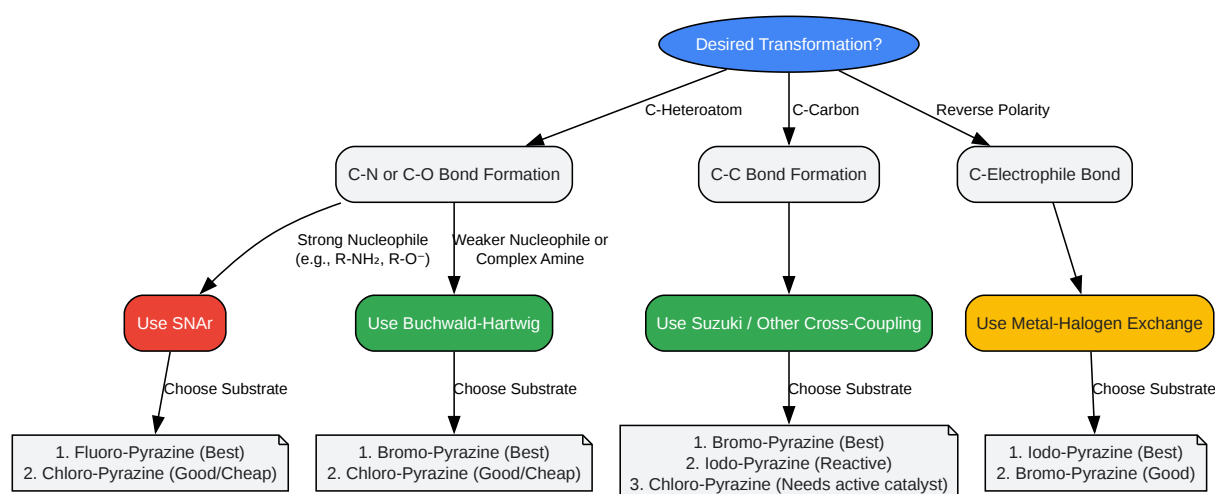 Desired Transformation?
C-Heteroatom
C-Carbon
Reverse Polarity
C-N or C-O Bond Formation
C-C Bond Formation
C-Electrophile Bond
Strong Nucleophile
(e.g., R-NH₂, R-O⁻)
Weaker Nucleophile or
Complex Amine
Use SNAr
Use Buchwald-Hartwig
Use Suzuki / Other Cross-Coupling
Use Metal-Halogen Exchange
Choose Substrate
Choose Substrate
Choose Substrate
Choose Substrate
1. Fluoro-Pyrazine (Best)
2. Chloro-Pyrazine (Good/Cheap)
1. Bromo-Pyrazine (Best)
2. Chloro-Pyrazine (Good/Cheap)
1. Bromo-Pyrazine (Best)
2. Iodo-Pyrazine (Reactive)
3. Chloro-Pyrazine (Needs active catalyst)
1. Iodo-Pyrazine (Best)
2. Bromo-Pyrazine (Good)